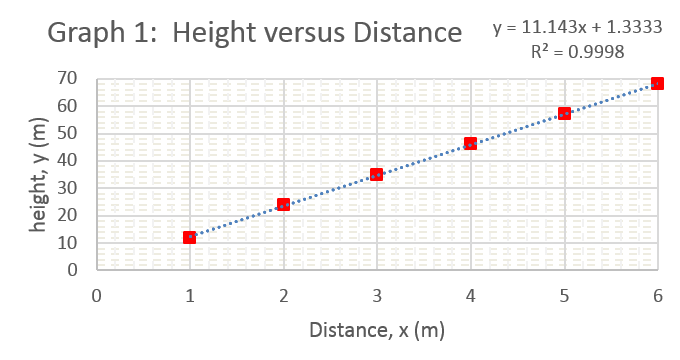 Graph 1:  Height versus Distance
y = 11.143x + 1.3333
R² = 0.9998
height, y (m)
70
60
50
40
30
20
10
0
0 1 2 3 4 5 6
Distance, x (m)